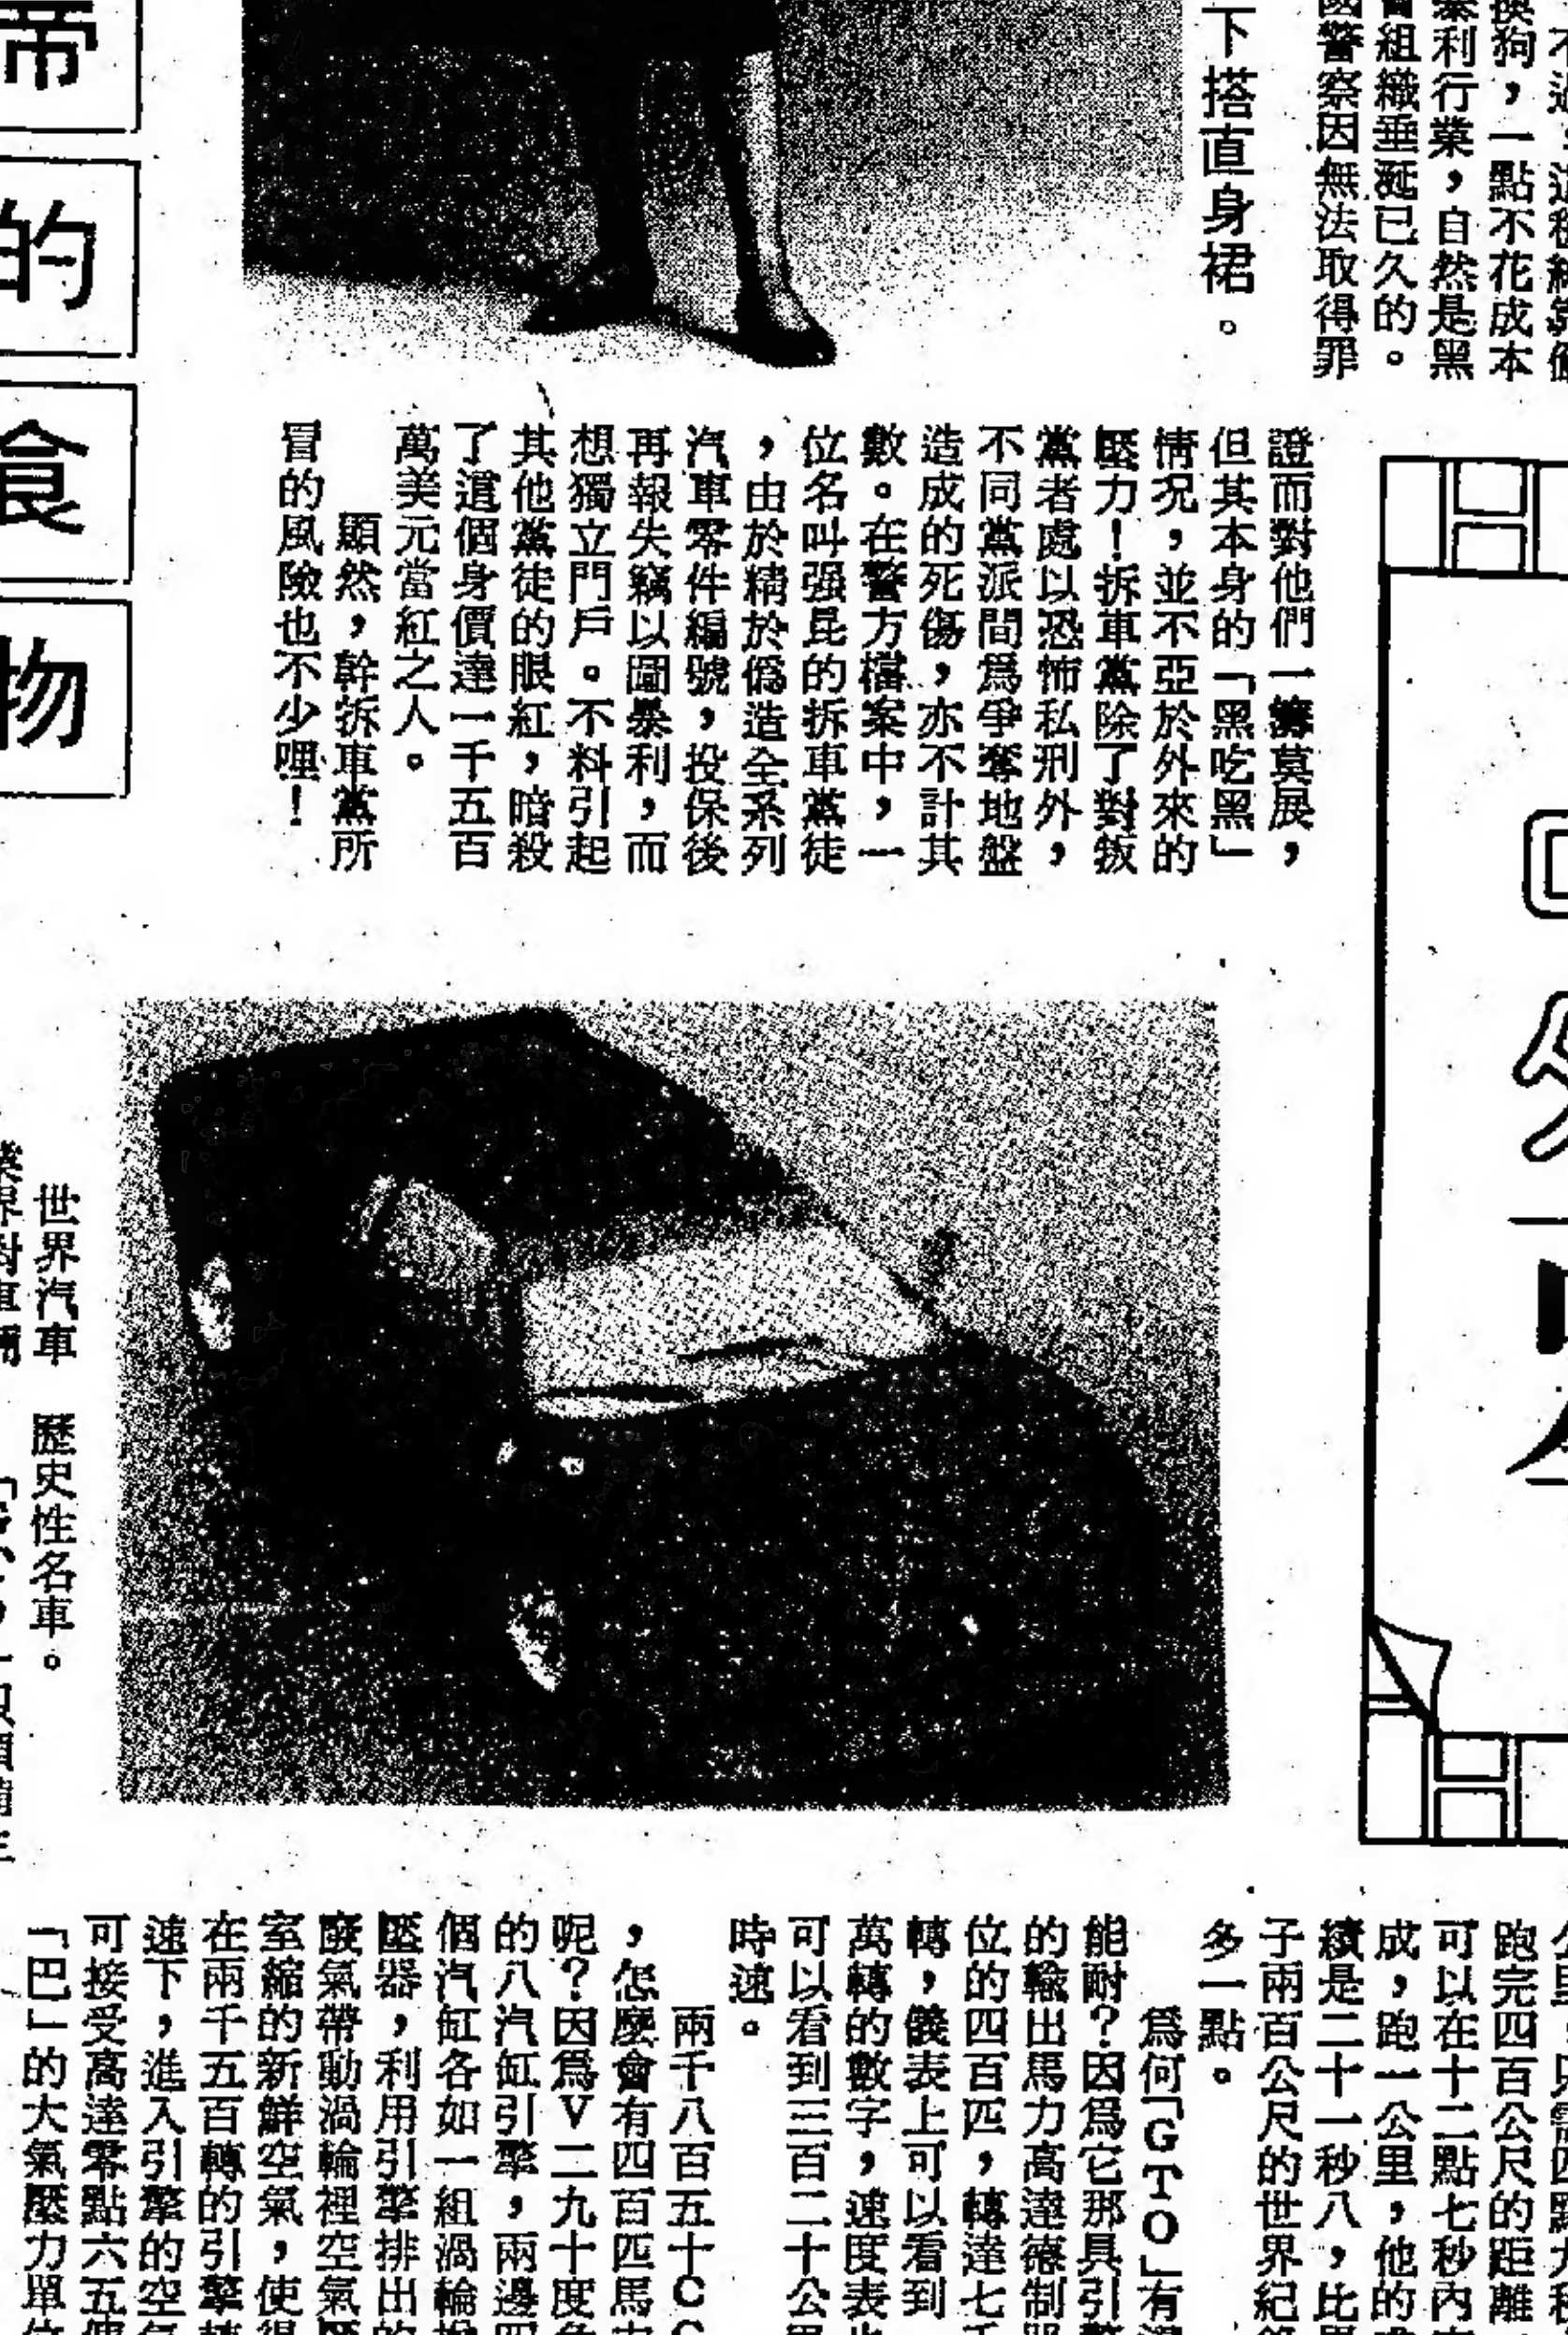 下搭直身裙。
換狗，一點不花成本
暴利行業，自然是黑
會組織垂涎已久的。
國警察因無法取得罪
證而對他們一籌莫展，
但其本身的「黑吃黑」
情況，並不亞於外來的
壓力！拆車黨除了對叛
黨者處以恐怖私刑外，
不同黨派間爲爭奪地盤
造成的死傷，亦不計其
數。在警方檔案中，一
位名叫强昆的拆車黨徒
，由於精於僞造全系列
汽車零件編號，投保後
再報失竊以圖暴利，而
想獨立門戶。不料引起
其他黨徒的眼紅，暗殺
了這個身價達一千五百
萬美元當紅之人。
顯然，幹拆車黨所
冒的風險也不少哩！
的
食
物
世界汽車　歷史性名車。
跑完四百公尺的距離
可以在十二點七秒內
成，跑一公里，他的
績是二十一秒八，比
子兩百公尺的世界紀
多一點。
爲何「GTO」有
能耐？因爲它那具引
的輸出馬力高達德制
位的四百匹，轉達七
轉，儀表上可以看到
萬轉的數字，速度表
可以看到三百二十公
時速。
兩千八百五十C
，怎麼會有四百匹馬
呢？因爲V二九十度
的八汽缸引擎，兩邊四
個汽缸各如一組渦輪
壓器，利用引擎排出的
廢氣帶動渦輪裡空氣
室縮的新鮮空氣，使得
在兩千五百轉的引擎
速下，進入引擎的空氣
可接受高達零點六五
「巴」的大氣壓力單位